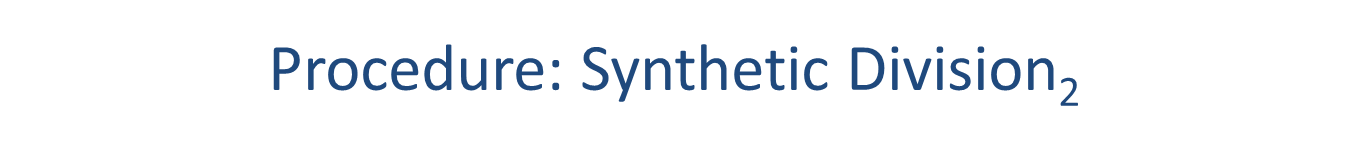 Procedure: Synthetic Division₂